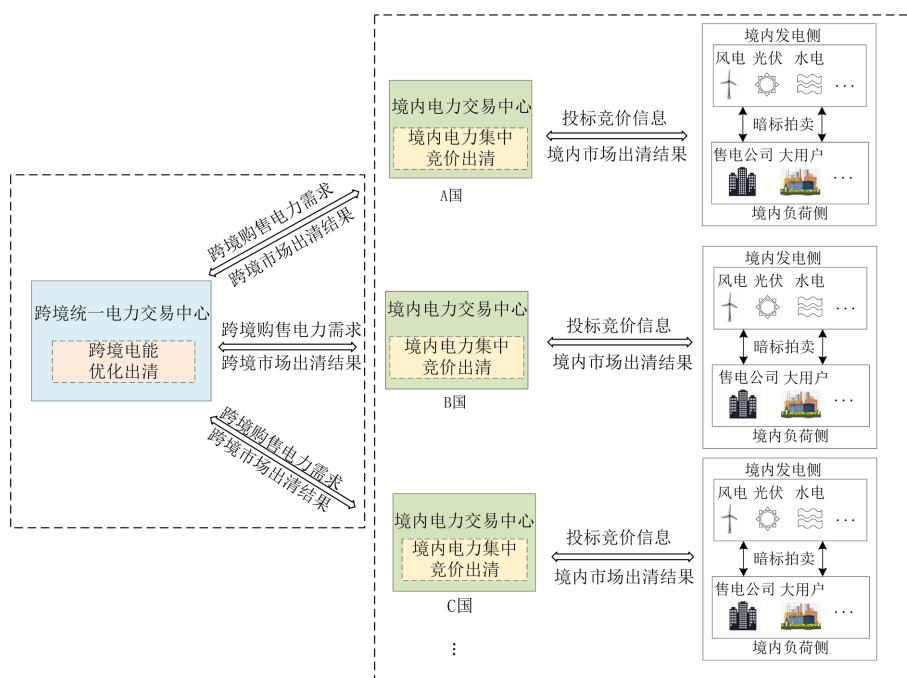 跨境统一电力交易中心
跨境电能
优化出清
跨境购售电力需求
跨境市场出清结果
跨境购售电力需求
跨境市场出清结果
跨境购售电力需求
跨境市场出清结果
境内电力交易中心
境内电力集中
竞价出清
A国
投标竞价信息
境内市场出清结果
境内发电侧
风电 光伏 水电
...
暗标拍卖
售电公司 大用户
...
境内负荷侧
境内电力交易中心
境内电力集中
竞价出清
B国
投标竞价信息
境内市场出清结果
境内发电侧
风电 光伏 水电
...
暗标拍卖
售电公司 大用户
...
境内负荷侧
境内电力交易中心
境内电力集中
竞价出清
C国
⋮
投标竞价信息
境内市场出清结果
境内发电侧
风电 光伏 水电
...
暗标拍卖
售电公司 大用户
...
境内负荷侧